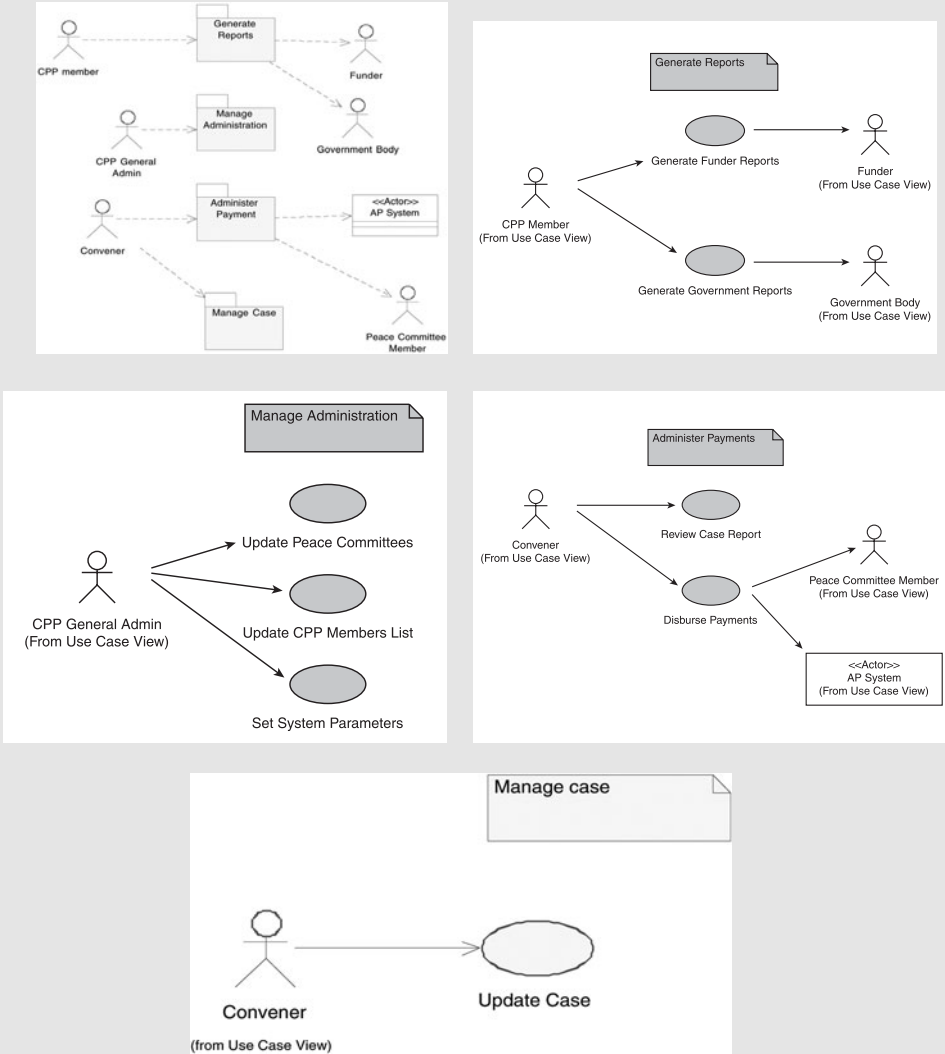 Generate
Reports
CPP member
Funder
Manage
Administration
CPP General
Admin
Government Body
Administer
Payment
<<Actor>>
AP System
Convener
Manage Case
Peace Committee
Member
Generate Reports
Generate Funder Reports
Funder
(From Use Case View)
CPP Member
(From Use Case View)
Generate Government Reports
Government Body
(From Use Case View)
Manage Administration
Update Peace Committees
CPP General Admin
(From Use Case View)
Update CPP Members List
Set System Parameters
Administer Payments
Review Case Report
Convener
(From Use Case View)
Peace Committee Member
(From Use Case View)
Disburse Payments
<<Actor>>
AP System
(From Use Case View)
Manage case
Update Case
Convener
(from Use Case View)